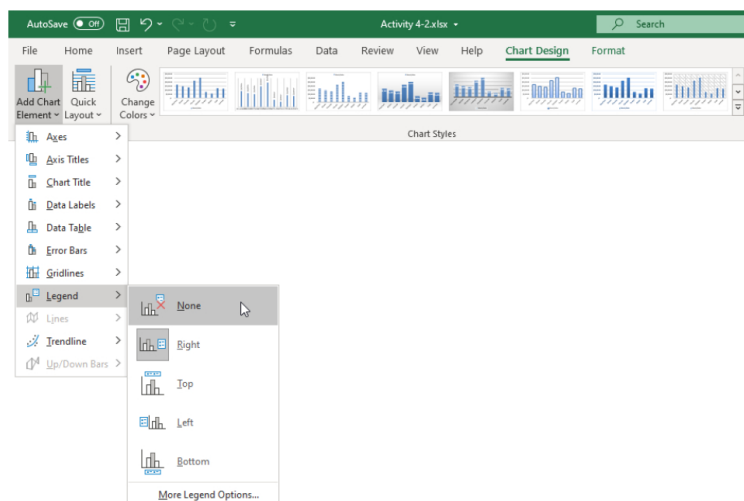 AutoSave Off Activity 4-2.xlsx Search
File Home Insert Page Layout Formulas Data Review View Help Chart Design Format
Add Chart Element
Quick Layout
Change Colors
Chart Styles
Axes
Axis Titles
Chart Title
Data Labels
Data Table
Error Bars
Gridlines
Legend
Lines
Trendline
Up/Down Bars
None
Right
Top
Left
Bottom
More Legend Options...